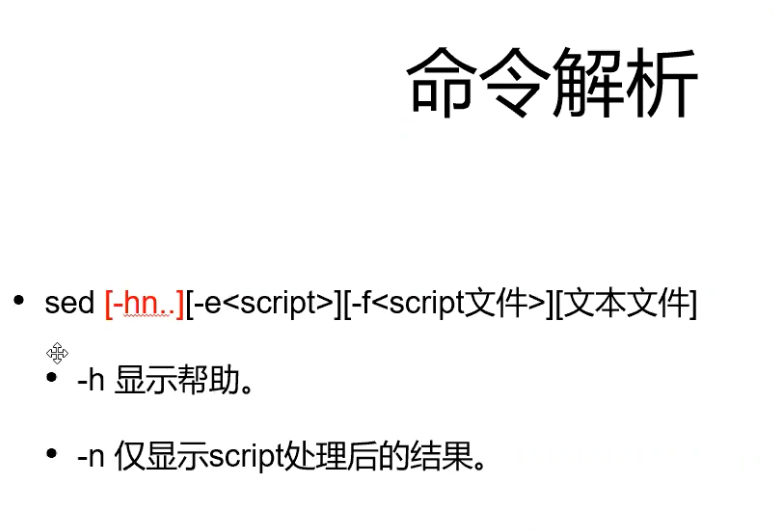 命令解析
• sed [-hn..][-e<script>][-f<script文件>][文本文件]
• -h 显示帮助。
• -n 仅显示script处理后的结果。